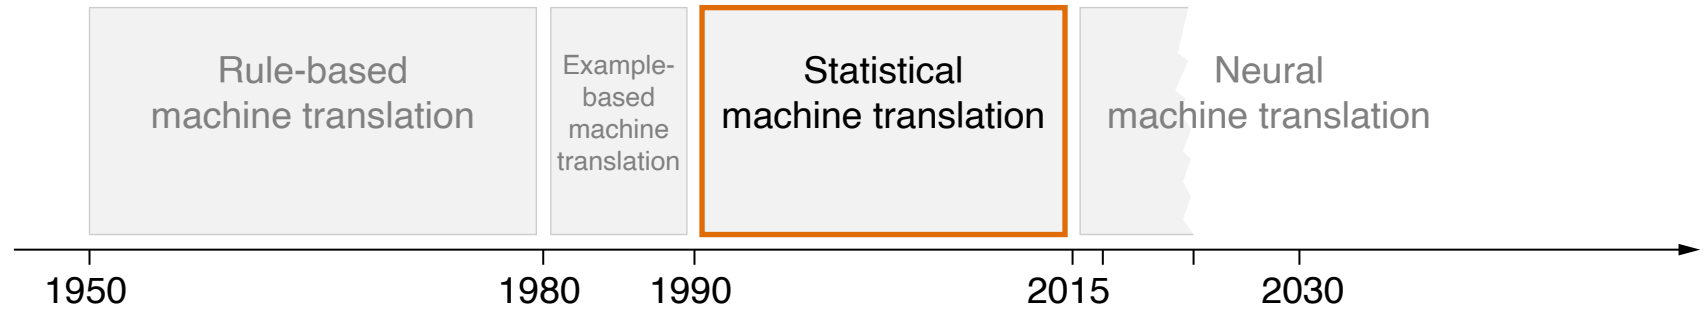 Rule-based
machine translation
Example-
based
machine
translation
Statistical
machine translation
Neural
machine translation
1950
1980
1990
2015
2030